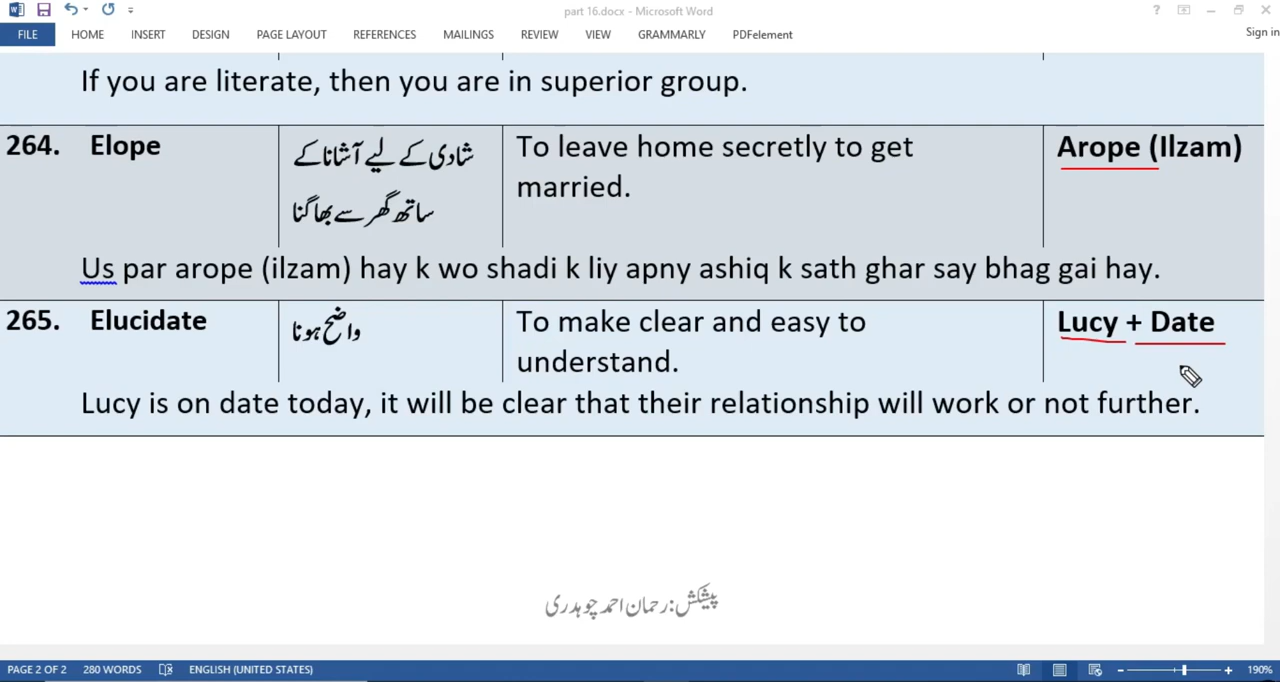 part 16.docx - Microsoft Word
?
Sign in
FILE HOME INSERT DESIGN PAGE LAYOUT REFERENCES MAILINGS REVIEW VIEW GRAMMARLY PDFelement
If you are literate, then you are in superior group.
264. Elope
شادی کے لیے آشانا کے
ساتھ گھر سے بھاگنا
To leave home secretly to get
married.
Arope (Ilzam)
Us par arope (ilzam) hay k wo shadi k liy apny ashiq k sath ghar say bhag gai hay.
265. Elucidate
واضح ہونا
To make clear and easy to
understand.
Lucy + Date
Lucy is on date today, it will be clear that their relationship will work or not further.
پیشکش: رحمان احمد چوہدری
PAGE 2 OF 2 280 WORDS ENGLISH (UNITED STATES) 190%